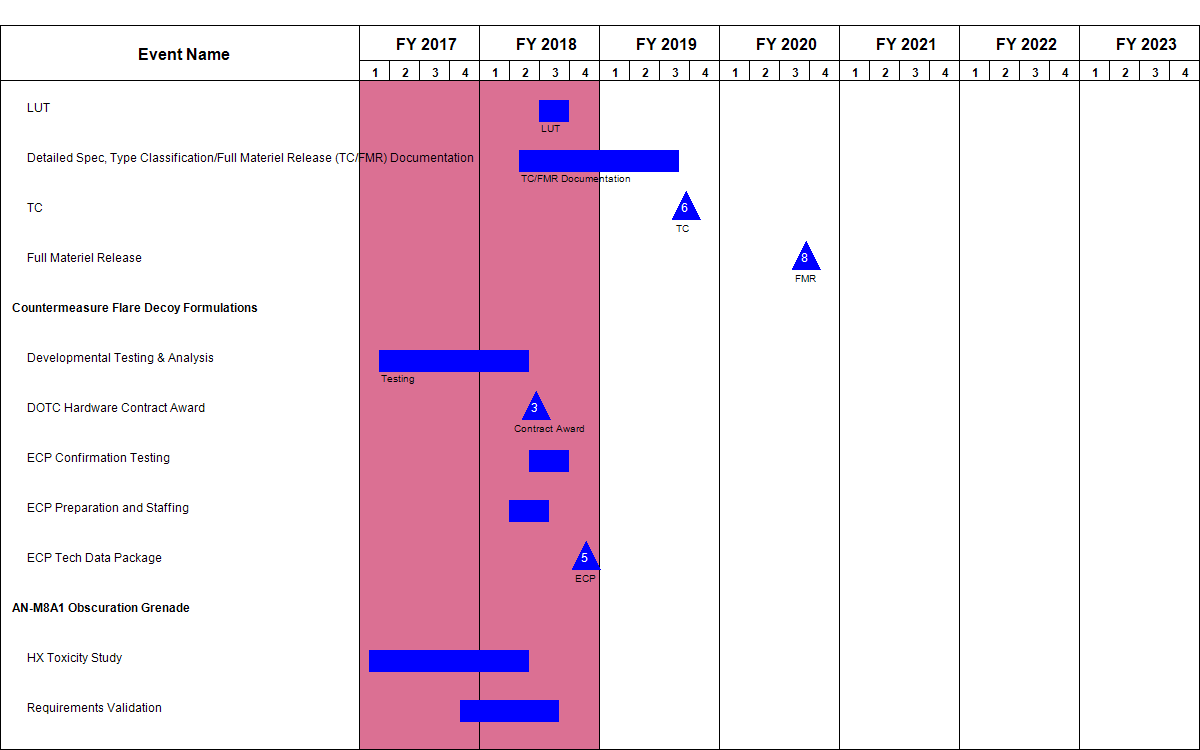 Event Name
FY 2017 FY 2018 FY 2019 FY 2020 FY 2021 FY 2022 FY 2023
1 2 3 4 1 2 3 4 1 2 3 4 1 2 3 4 1 2 3 4 1 2 3 4 1 2 3 4
LUT
LUT
Detailed Spec, Type Classification/Full Materiel Release (TC/FMR) Documentation
TC/FMR Documentation
TC
6
TC
Full Materiel Release
8
FMR
Countermeasure Flare Decoy Formulations
Developmental Testing & Analysis
Testing
DOTC Hardware Contract Award
3
Contract Award
ECP Confirmation Testing
ECP Preparation and Staffing
ECP Tech Data Package
5
ECP
AN-M8A1 Obscuration Grenade
HX Toxicity Study
Requirements Validation